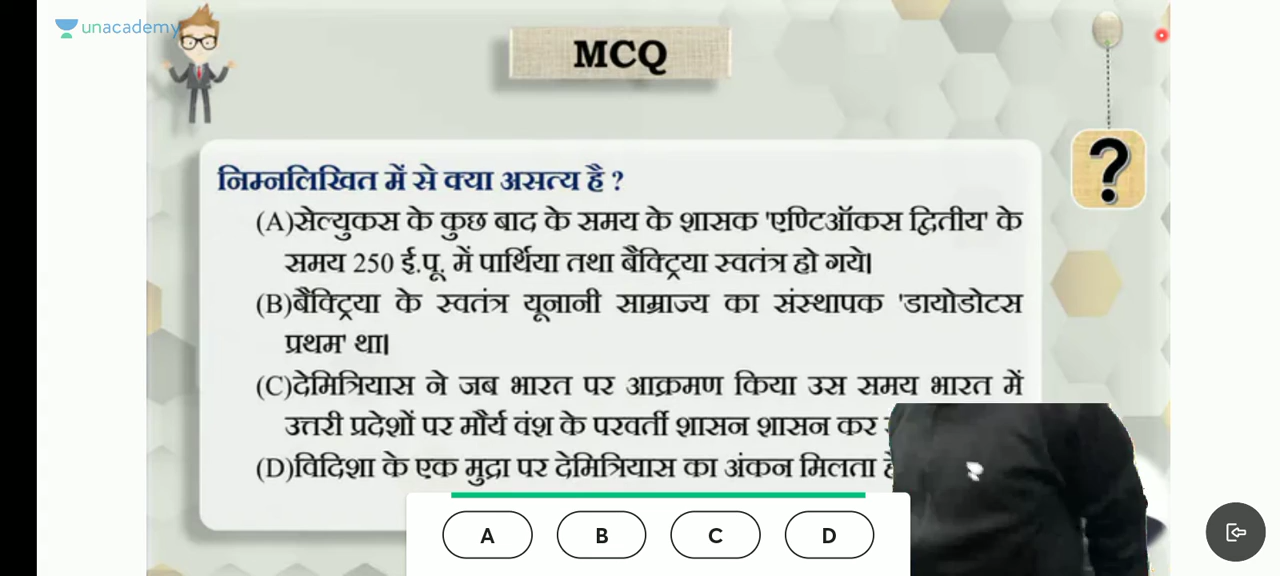 unacademy
MCQ
?
निम्नलिखित में से क्या असत्य है ?
(A)सेल्युकस के कुछ बाद के समय के शासक 'एण्टिऑकस द्वितीय' के
समय 250 ई.पू. में पार्थिया तथा बैक्ट्रिया स्वतंत्र हो गये।
(B)बैक्ट्रिया के स्वतंत्र यूनानी साम्राज्य का संस्थापक 'डायोडोटस
प्रथम' था।
(C)देमित्रियास ने जब भारत पर आक्रमण किया उस समय भारत में
उत्तरी प्रदेशों पर मौर्य वंश के परवर्ती शासन शासन कर
(D)विदिशा के एक मुद्रा पर देमित्रियास का अंकन मिलता
A B C D